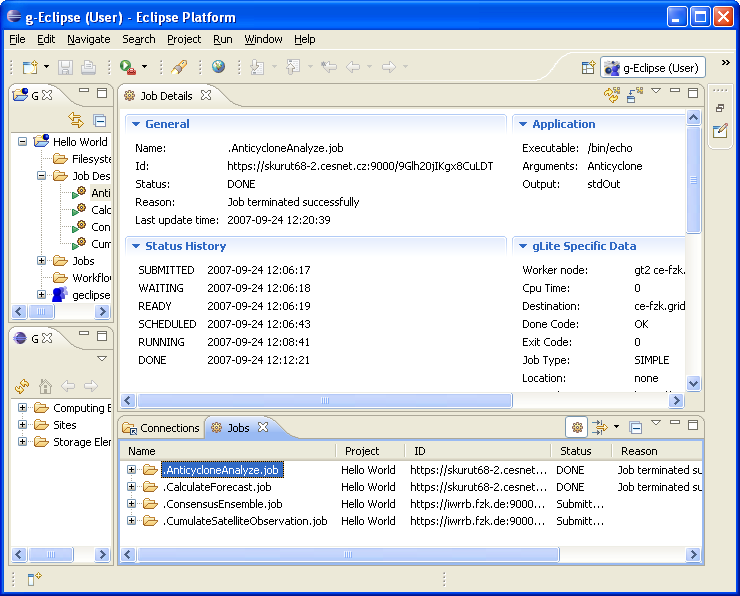 g-Eclipse (User) - Eclipse Platform
File Edit Navigate Search Project Run Window Help
g-Eclipse (User)
G
Hello World
Filesyste
Job Des
Anti
Calc
Con
Cum
Jobs
Workflo
geclipse
G
Computing E
Sites
Storage Eler
Job Details
General
Name: .AnticycloneAnalyze.job
Id: https://skurut68-2.cesnet.cz:9000/9Glh20jIKgx8CuLDT
Status: DONE
Reason: Job terminated successfully
Last update time: 2007-09-24 12:20:39
Application
Executable: /bin/echo
Arguments: Anticyclone
Output: stdOut
Status History
SUBMITTED 2007-09-24 12:06:17
WAITING 2007-09-24 12:06:18
READY 2007-09-24 12:06:19
SCHEDULED 2007-09-24 12:06:43
RUNNING 2007-09-24 12:08:41
DONE 2007-09-24 12:12:21
gLite Specific Data
Worker node: gt2 ce-fzk.
Cpu Time: 0
Destination: ce-fzk.grid
Done Code: OK
Exit Code: 0
Job Type: SIMPLE
Location: none
Connections Jobs
Name Project ID Status Reason
.AnticycloneAnalyze.job Hello World https://skurut68-2.cesnet... DONE Job terminated su
.CalculateForecast.job Hello World https://skurut68-2.cesnet... DONE Job terminated su
.ConsensusEnsemble.job Hello World https://iwrrb.fzk.de:9000... Submitt...
.CumulateSatelliteObservation.job Hello World https://iwrrb.fzk.de:9000... Submitt...